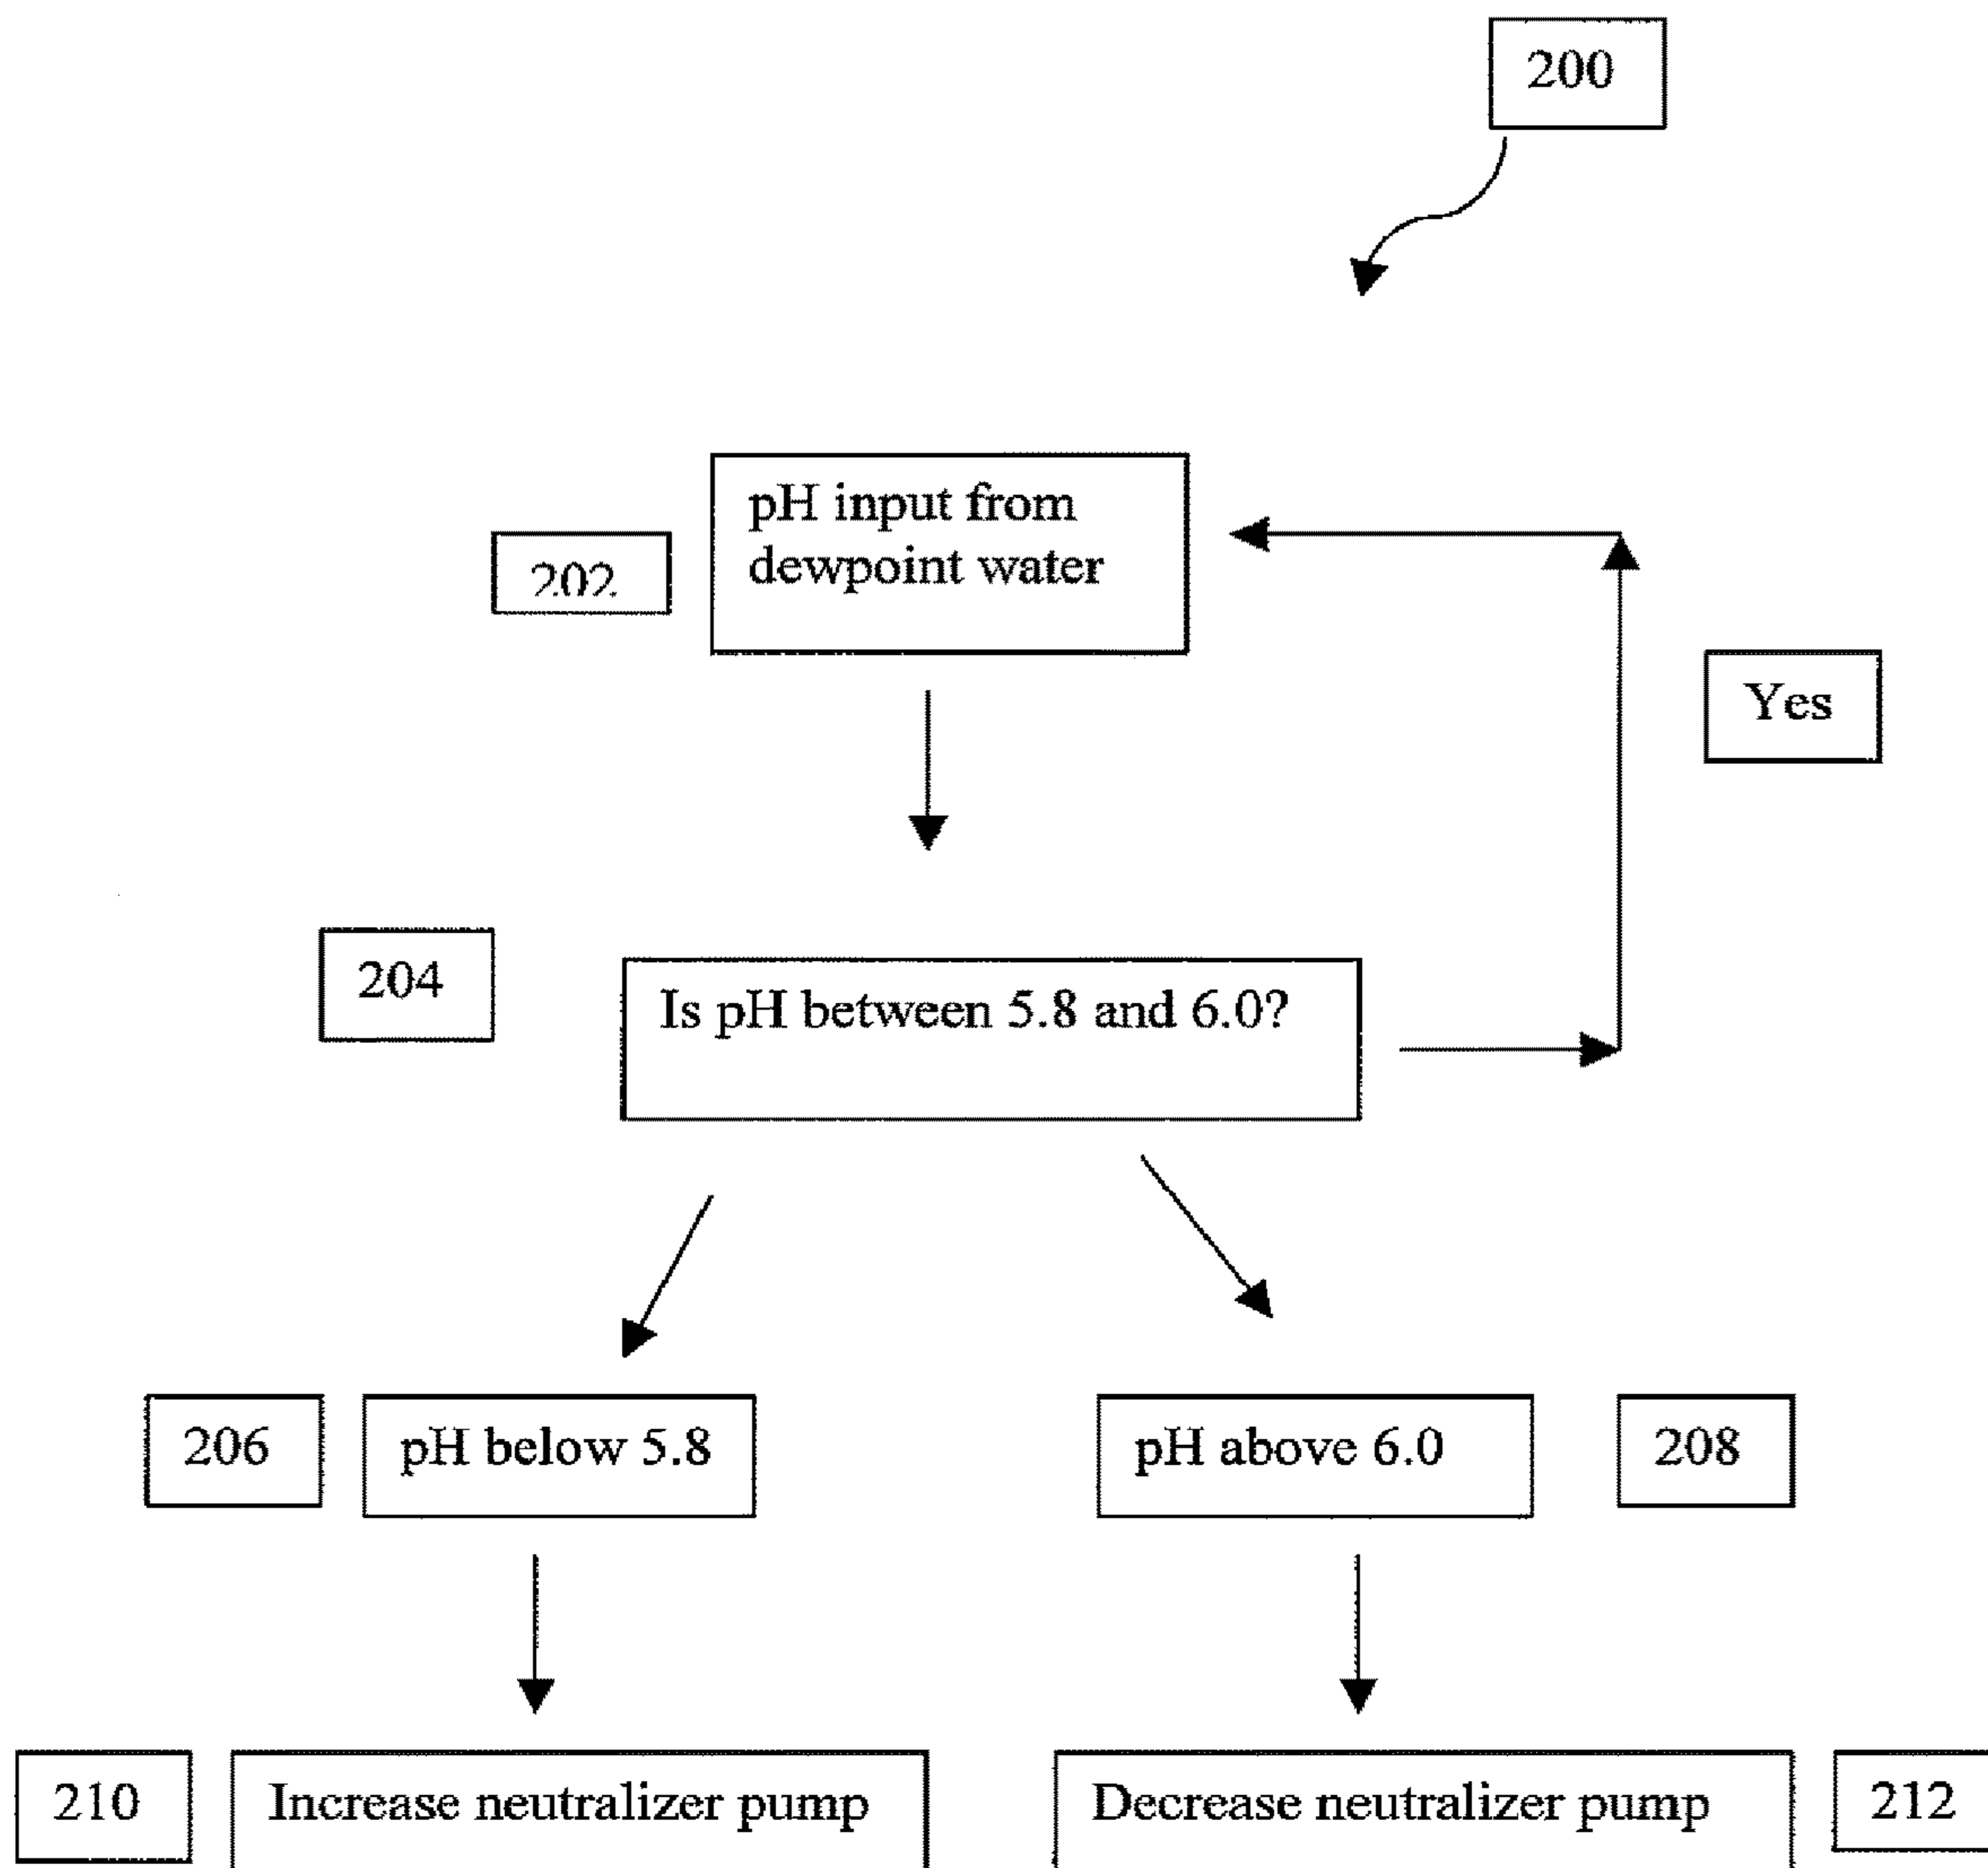 200
pH input from
dewpoint water
202
Yes
204
Is pH between 5.8 and 6.0?
206
pH below 5.8
pH above 6.0
208
210
Increase neutralizer pump
Decrease neutralizer pump
212